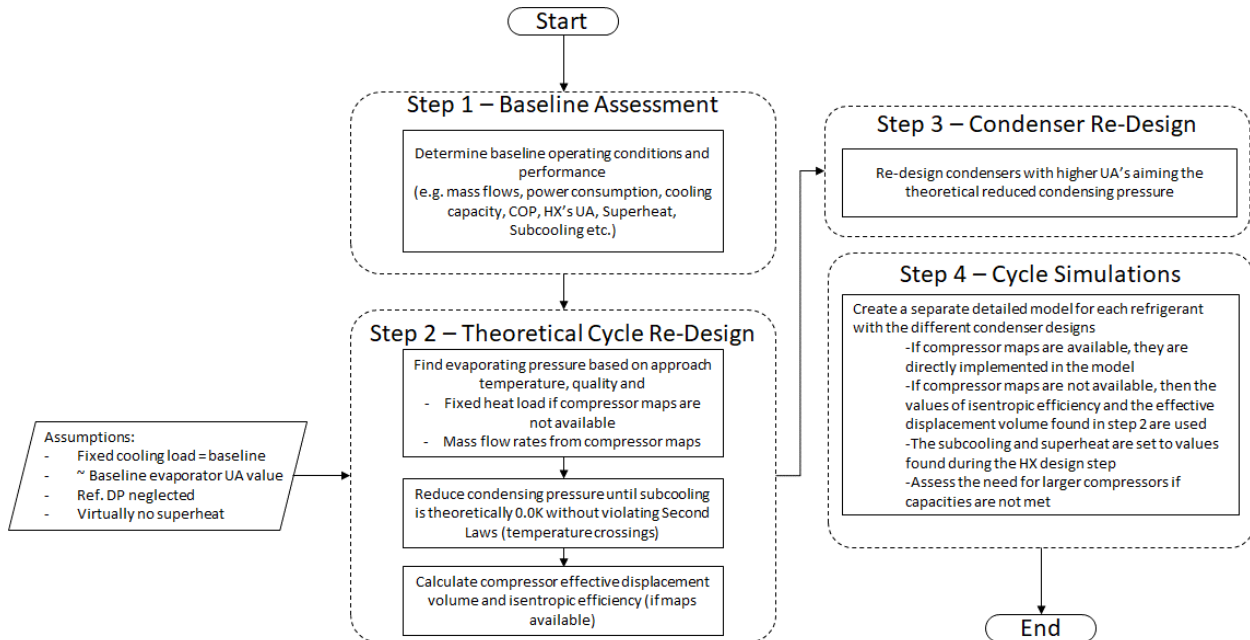 Start
Step 1 – Baseline Assessment
Determine baseline operating conditions and
performance
(e.g. mass flows, power consumption, cooling
capacity, COP, HX's UA, Superheat,
Subcooling etc.)
Step 2 – Theoretical Cycle Re-Design
Find evaporating pressure based on approach
temperature, quality and
- Fixed heat load if compressor maps are
not available
- Mass flow rates from compressor maps
Reduce condensing pressure until subcooling
is theoretically 0.0K without violating Second
Laws (temperature crossings)
Calculate compressor effective displacement
volume and isentropic efficiency (if maps
available)
Assumptions:
- Fixed cooling load = baseline
- ~ Baseline evaporator UA value
- Ref. DP neglected
- Virtually no superheat
Step 3 – Condenser Re-Design
Re-design condensers with higher UA's aiming the
theoretical reduced condensing pressure
Step 4 – Cycle Simulations
Create a separate detailed model for each refrigerant
with the different condenser designs
-If compressor maps are available, they are
directly implemented in the model
-If compressor maps are not available, then the
values of isentropic efficiency and the effective
displacement volume found in step 2 are used
-The subcooling and superheat are set to values
found during the HX design step
-Assess the need for larger compressors if
capacities are not met
End